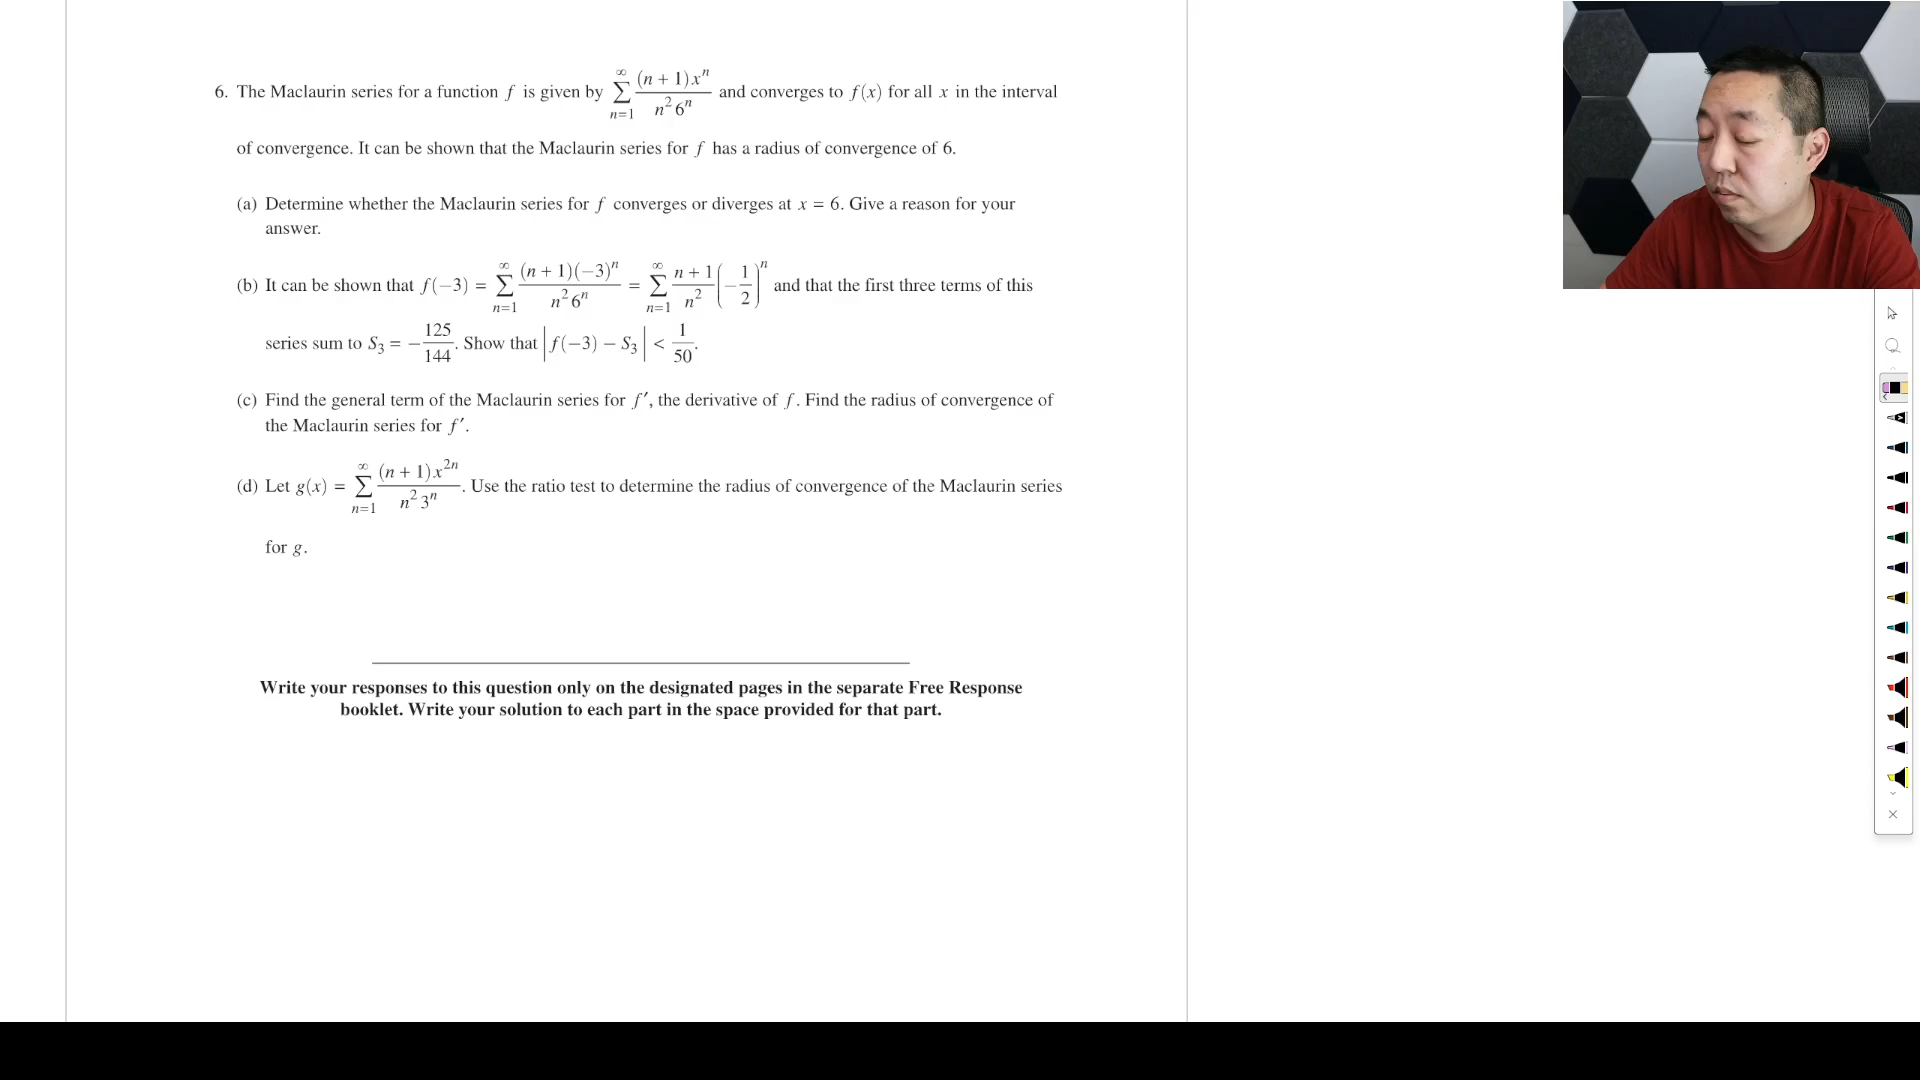 6. The Maclaurin series for a function f is given by ∑_{n=1}^{∞} (n + 1)x^n / n^2 6^n and converges to f(x) for all x in the interval
of convergence. It can be shown that the Maclaurin series for f has a radius of convergence of 6.
(a) Determine whether the Maclaurin series for f converges or diverges at x = 6. Give a reason for your
answer.
(b) It can be shown that f(−3) = ∑_{n=1}^{∞} (n + 1)(−3)^n / n^2 6^n = ∑_{n=1}^{∞} n + 1 / n^2 (−1/2)^n and that the first three terms of this
series sum to S_3 = −125/144. Show that |f(−3) − S_3| < 1/50.
(c) Find the general term of the Maclaurin series for f′, the derivative of f. Find the radius of convergence of
the Maclaurin series for f′.
(d) Let g(x) = ∑_{n=1}^{∞} (n + 1)x^{2n} / n^2 3^n. Use the ratio test to determine the radius of convergence of the Maclaurin series
for g.
Write your responses to this question only on the designated pages in the separate Free Response
booklet. Write your solution to each part in the space provided for that part.